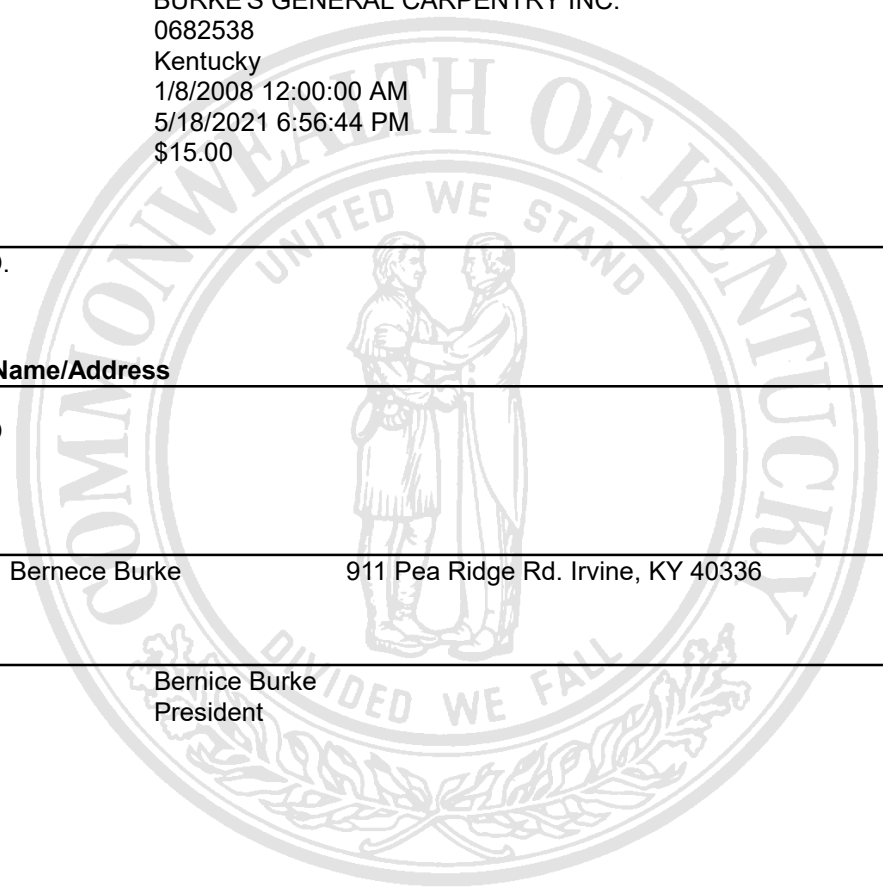 BURKE'S GENERAL CARPENTRY INC.
0682538
Kentucky
1/8/2008 12:00:00 AM
5/18/2021 6:56:44 PM
$15.00
COMMONWEALTH OF KENTUCKY
UNITED WE STAND
Name/Address
Bernece Burke 911 Pea Ridge Rd. Irvine, KY 40336
Bernice Burke
President
DIVIDED WE FALL